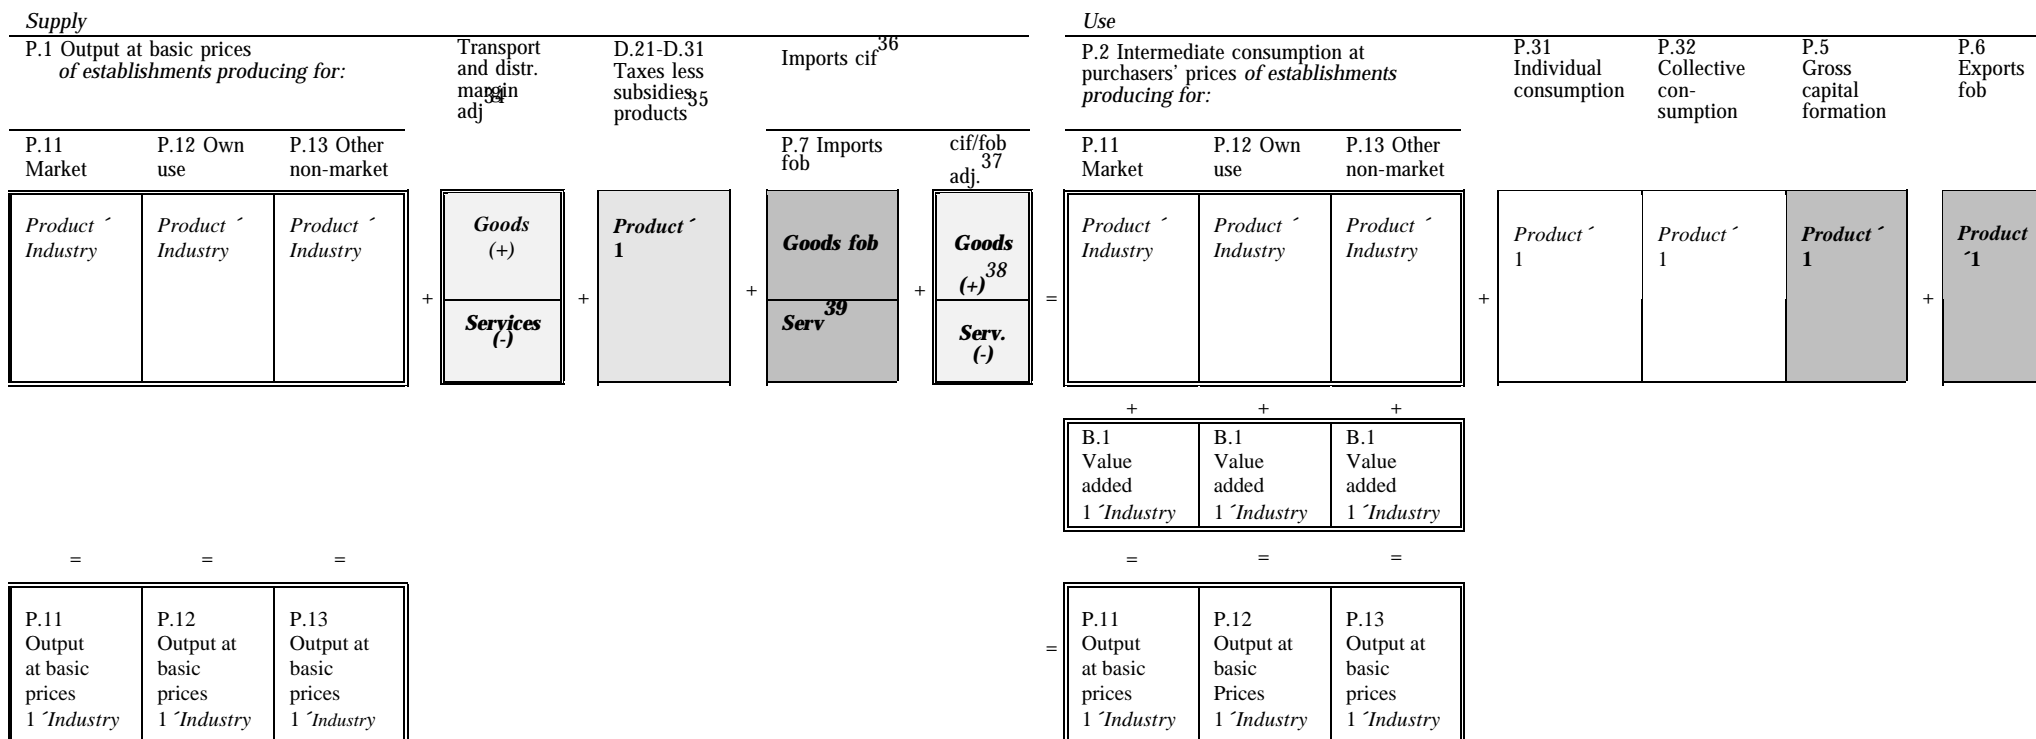 Supply
Use
P.1 Output at basic prices
of establishments producing for:
Transport
and distr.
margin
adj34
D.21-D.31
Taxes less
subsidies
products35
Imports cif36
P.2 Intermediate consumption at
purchasers' prices of establishments
producing for:
P.31
Individual
consumption
P.32
Collective
con-
sumption
P.5
Gross
capital
formation
P.6
Exports
fob
P.11
Market
P.12 Own
use
P.13 Other
non-market
P.7 Imports
fob
cif/fob
adj.37
P.11
Market
P.12 Own
use
P.13 Other
non-market
Product ´
Industry
Product ´
Industry
Product ´
Industry
+
Goods
(+)
Services
(-)
+
Product ´
1
+
Goods fob
Serv39
+
Goods
(+)38
Serv.
(-)
=
Product ´
Industry
Product ´
Industry
Product ´
Industry
+
Product ´
1
Product ´
1
Product ´
1
+
Product
´1
+ + +
B.1
Value
added
1 ´Industry
B.1
Value
added
1 ´Industry
B.1
Value
added
1 ´Industry
= = =
= = =
P.11
Output
at basic
prices
1 ´Industry
P.12
Output at
basic
prices
1 ´Industry
P.13
Output at
basic
prices
1 ´Industry
=
P.11
Output
at basic
prices
1 ´Industry
P.12
Output at
basic
Prices
1 ´Industry
P.13
Output at
basic
prices
1 ´Industry